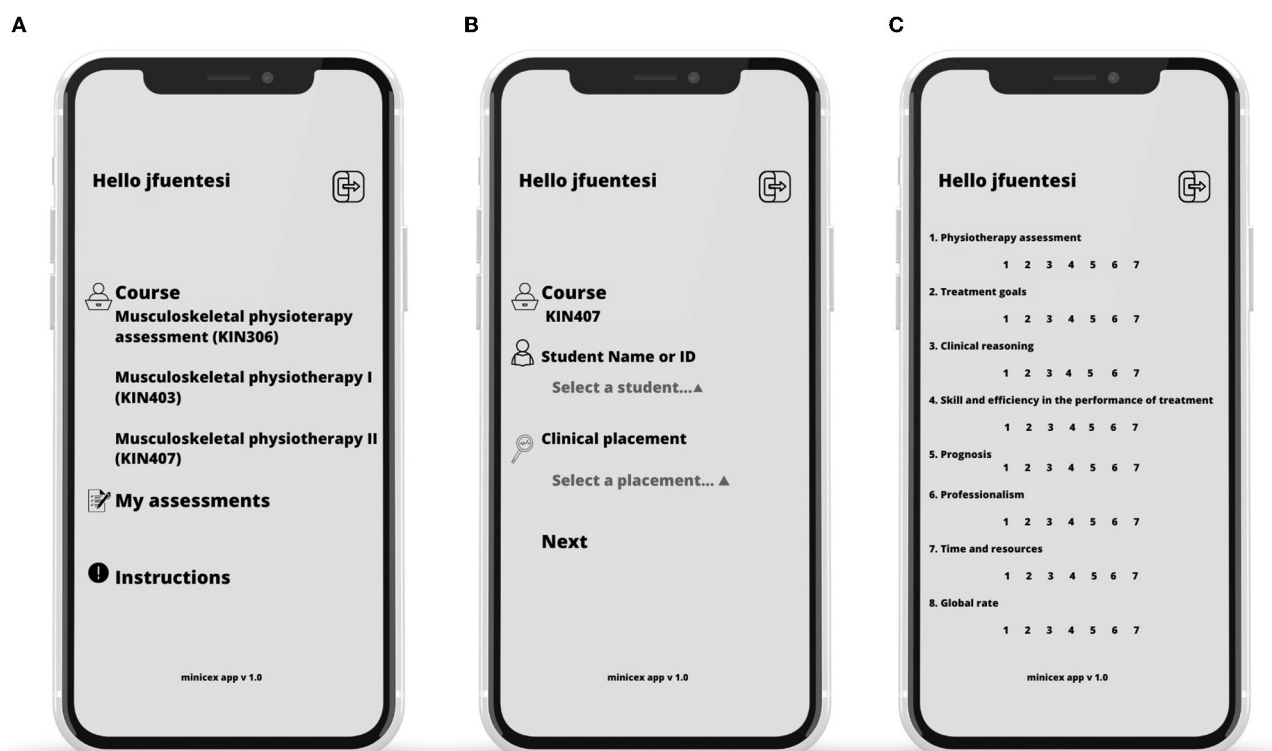 A
Hello jfuentesi
Course
Musculoskeletal physioterapy
assessment (KIN306)
Musculoskeletal physiotherapy I
(KIN403)
Musculoskeletal physiotherapy II
(KIN407)
My assessments
Instructions
minicex app v 1.0
B
Hello jfuentesi
Course
KIN407
Student Name or ID
Select a student...▲
Clinical placement
Select a placement... ▲
Next
minicex app v 1.0
C
Hello jfuentesi
1. Physiotherapy assessment
1 2 3 4 5 6 7
2. Treatment goals
1 2 3 4 5 6 7
3. Clinical reasoning
1 2 3 4 5 6 7
4. Skill and efficiency in the performance of treatment
1 2 3 4 5 6 7
5. Prognosis
1 2 3 4 5 6 7
6. Professionalism
1 2 3 4 5 6 7
7. Time and resources
1 2 3 4 5 6 7
8. Global rate
1 2 3 4 5 6 7
minicex app v 1.0